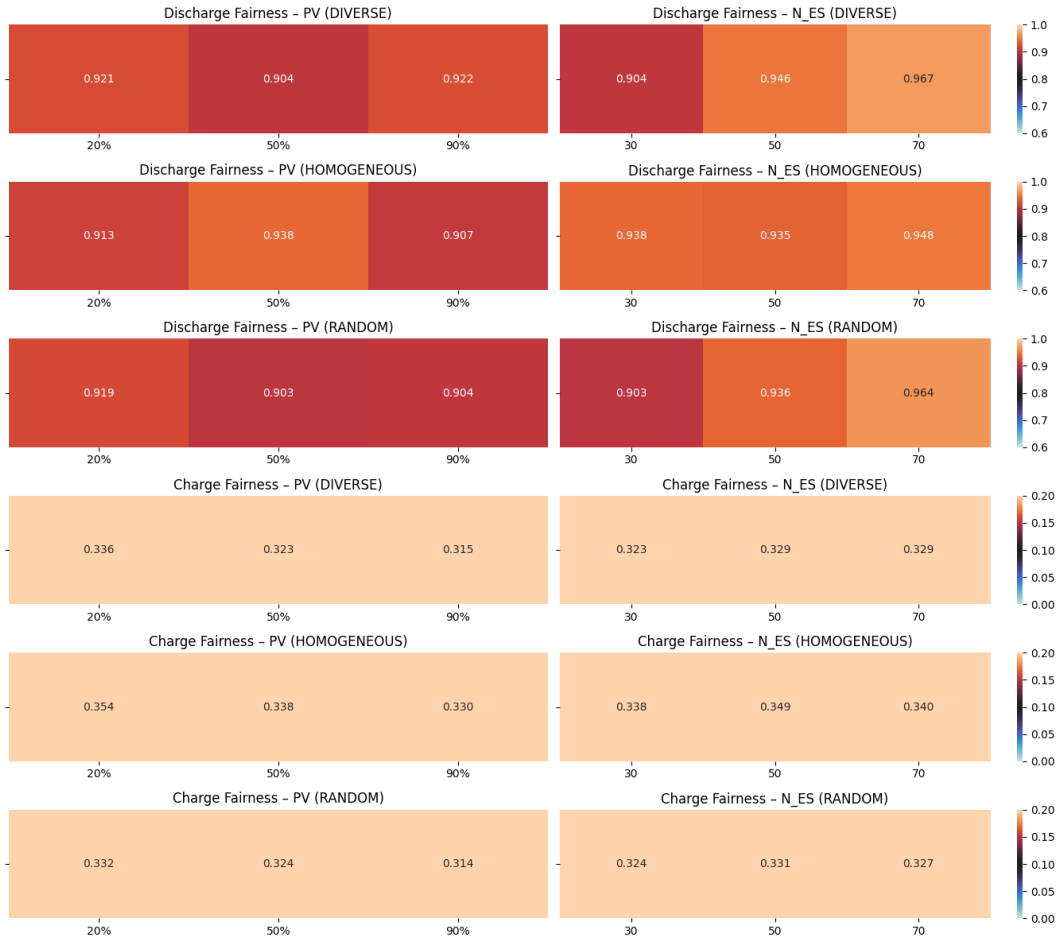 Discharge Fairness – PV (DIVERSE)
0.921 0.904 0.922
20% 50% 90%
Discharge Fairness – N_ES (DIVERSE)
0.904 0.946 0.967
30 50 70
1.0
0.9
0.8
0.7
0.6
Discharge Fairness – PV (HOMOGENEOUS)
0.913 0.938 0.907
20% 50% 90%
Discharge Fairness – N_ES (HOMOGENEOUS)
0.938 0.935 0.948
30 50 70
1.0
0.9
0.8
0.7
0.6
Discharge Fairness – PV (RANDOM)
0.919 0.903 0.904
20% 50% 90%
Discharge Fairness – N_ES (RANDOM)
0.903 0.936 0.964
30 50 70
1.0
0.9
0.8
0.7
0.6
Charge Fairness – PV (DIVERSE)
0.336 0.323 0.315
20% 50% 90%
Charge Fairness – N_ES (DIVERSE)
0.323 0.329 0.329
30 50 70
0.20
0.15
0.10
0.05
0.00
Charge Fairness – PV (HOMOGENEOUS)
0.354 0.338 0.330
20% 50% 90%
Charge Fairness – N_ES (HOMOGENEOUS)
0.338 0.349 0.340
30 50 70
0.20
0.15
0.10
0.05
0.00
Charge Fairness – PV (RANDOM)
0.332 0.324 0.314
20% 50% 90%
Charge Fairness – N_ES (RANDOM)
0.324 0.331 0.327
30 50 70
0.20
0.15
0.10
0.05
0.00